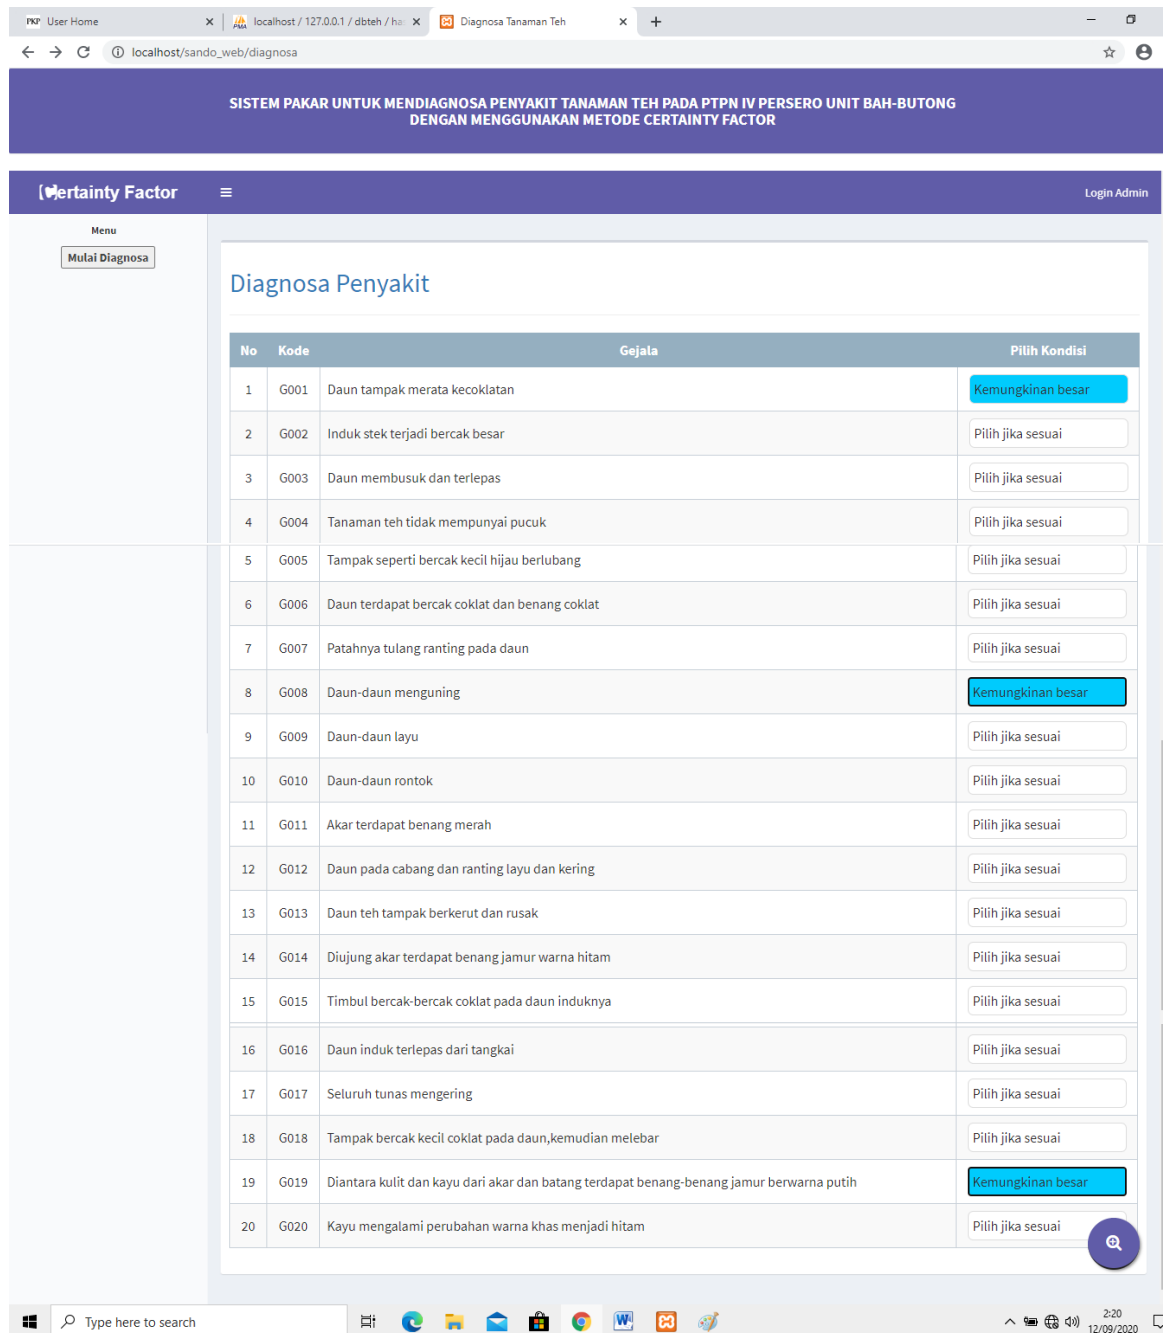 User Home
localhost / 127.0.0.1 / dbteh / ha
Diagnosa Tanaman Teh
localhost/sando_web/diagnosa
SISTEM PAKAR UNTUK MENDIAGNOSA PENYAKIT TANAMAN TEH PADA PTPN IV PERSERO UNIT BAH-BUTONG
DENGAN MENGGUNAKAN METODE CERTAINTY FACTOR
Certainty Factor
Login Admin
Menu
Mulai Diagnosa
Diagnosa Penyakit
No Kode Gejala Pilih Kondisi
1 G001 Daun tampak merata kecoklatan Kemungkinan besar
2 G002 Induk stek terjadi bercak besar Pilih jika sesuai
3 G003 Daun membusuk dan terlepas Pilih jika sesuai
4 G004 Tanaman teh tidak mempunyai pucuk Pilih jika sesuai
5 G005 Tampak seperti bercak kecil hijau berlubang Pilih jika sesuai
6 G006 Daun terdapat bercak coklat dan benang coklat Pilih jika sesuai
7 G007 Patahnya tulang ranting pada daun Pilih jika sesuai
8 G008 Daun-daun menguning Kemungkinan besar
9 G009 Daun-daun layu Pilih jika sesuai
10 G010 Daun-daun rontok Pilih jika sesuai
11 G011 Akar terdapat benang merah Pilih jika sesuai
12 G012 Daun pada cabang dan ranting layu dan kering Pilih jika sesuai
13 G013 Daun teh tampak berkerut dan rusak Pilih jika sesuai
14 G014 Diujung akar terdapat benang jamur warna hitam Pilih jika sesuai
15 G015 Timbul bercak-bercak coklat pada daun induknya Pilih jika sesuai
16 G016 Daun induk terlepas dari tangkai Pilih jika sesuai
17 G017 Seluruh tunas mengering Pilih jika sesuai
18 G018 Tampak bercak kecil coklat pada daun,kemudian melebar Pilih jika sesuai
19 G019 Diantara kulit dan kayu dari akar dan batang terdapat benang-benang jamur berwarna putih Kemungkinan besar
20 G020 Kayu mengalami perubahan warna khas menjadi hitam Pilih jika sesuai
Type here to search
2:20
12/09/2020